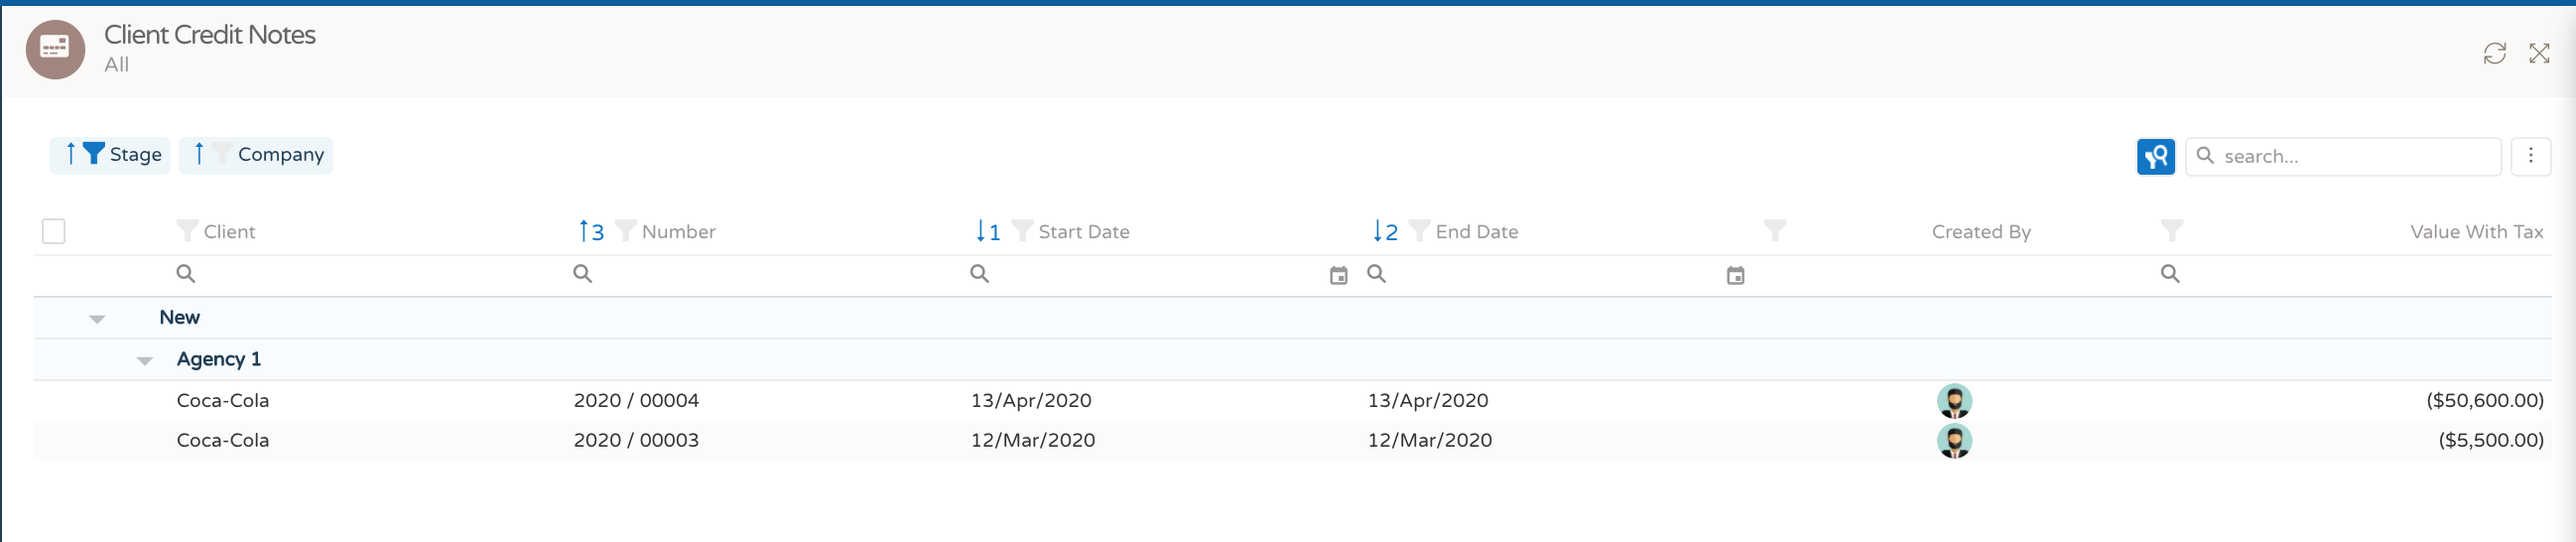 Client Credit Notes
All
Stage Company search...
Client 3 Number 1 Start Date 2 End Date Created By Value With Tax
New
Agency 1
Coca-Cola 2020 / 00004 13/Apr/2020 13/Apr/2020 ($50,600.00)
Coca-Cola 2020 / 00003 12/Mar/2020 12/Mar/2020 ($5,500.00)